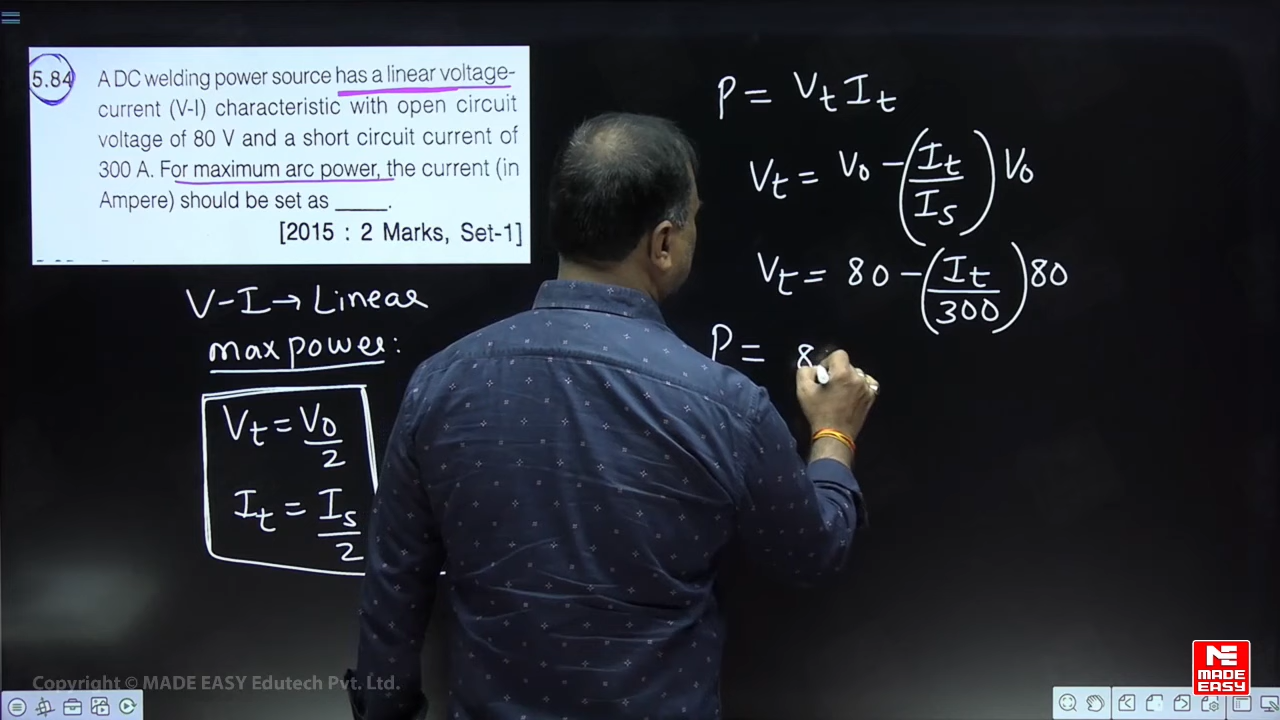 5.84 A DC welding power source has a linear voltage-
current (V-I) characteristic with open circuit
voltage of 80 V and a short circuit current of
300 A. For maximum arc power, the current (in
Ampere) should be set as _____.
[2015 : 2 Marks, Set-1]
V-I → Linear
max power:
Vt = V0/2
It = Is/2
P = Vt It
Vt = V0 - (It/Is) V0
Vt = 80 - (It/300) 80
P = 8
Copyright © MADE EASY Edutech Pvt. Ltd.
MADE
EASY